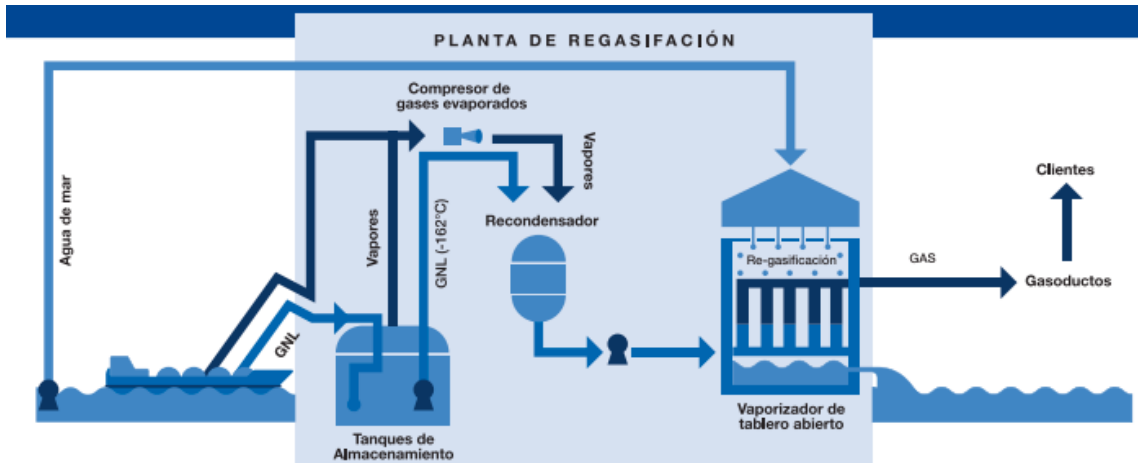 PLANTA DE REGASIFACIÓN
Compresor de
gases evaporados
Vapores
Agua de mar
Vapores
GNL (-162°C)
Recondensador
Clientes
Re-gasificación
GAS
Gasoductos
GNL
Tanques de
Almacenamiento
Vaporizador de
tablero abierto